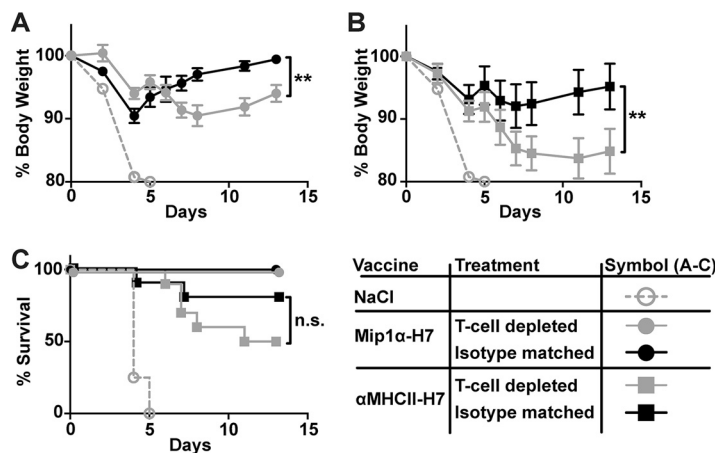 A
B
100
90
80
% Body Weight
0
5
10
15
Days
**
100
90
80
% Body Weight
0
5
10
15
Days
**
C
100
50
0
% Survival
0
5
10
15
Days
n.s.
Vaccine Treatment Symbol (A-C)
NaCl
Mip1α-H7
T-cell depleted
Isotype matched
αMHCII-H7
T-cell depleted
Isotype matched